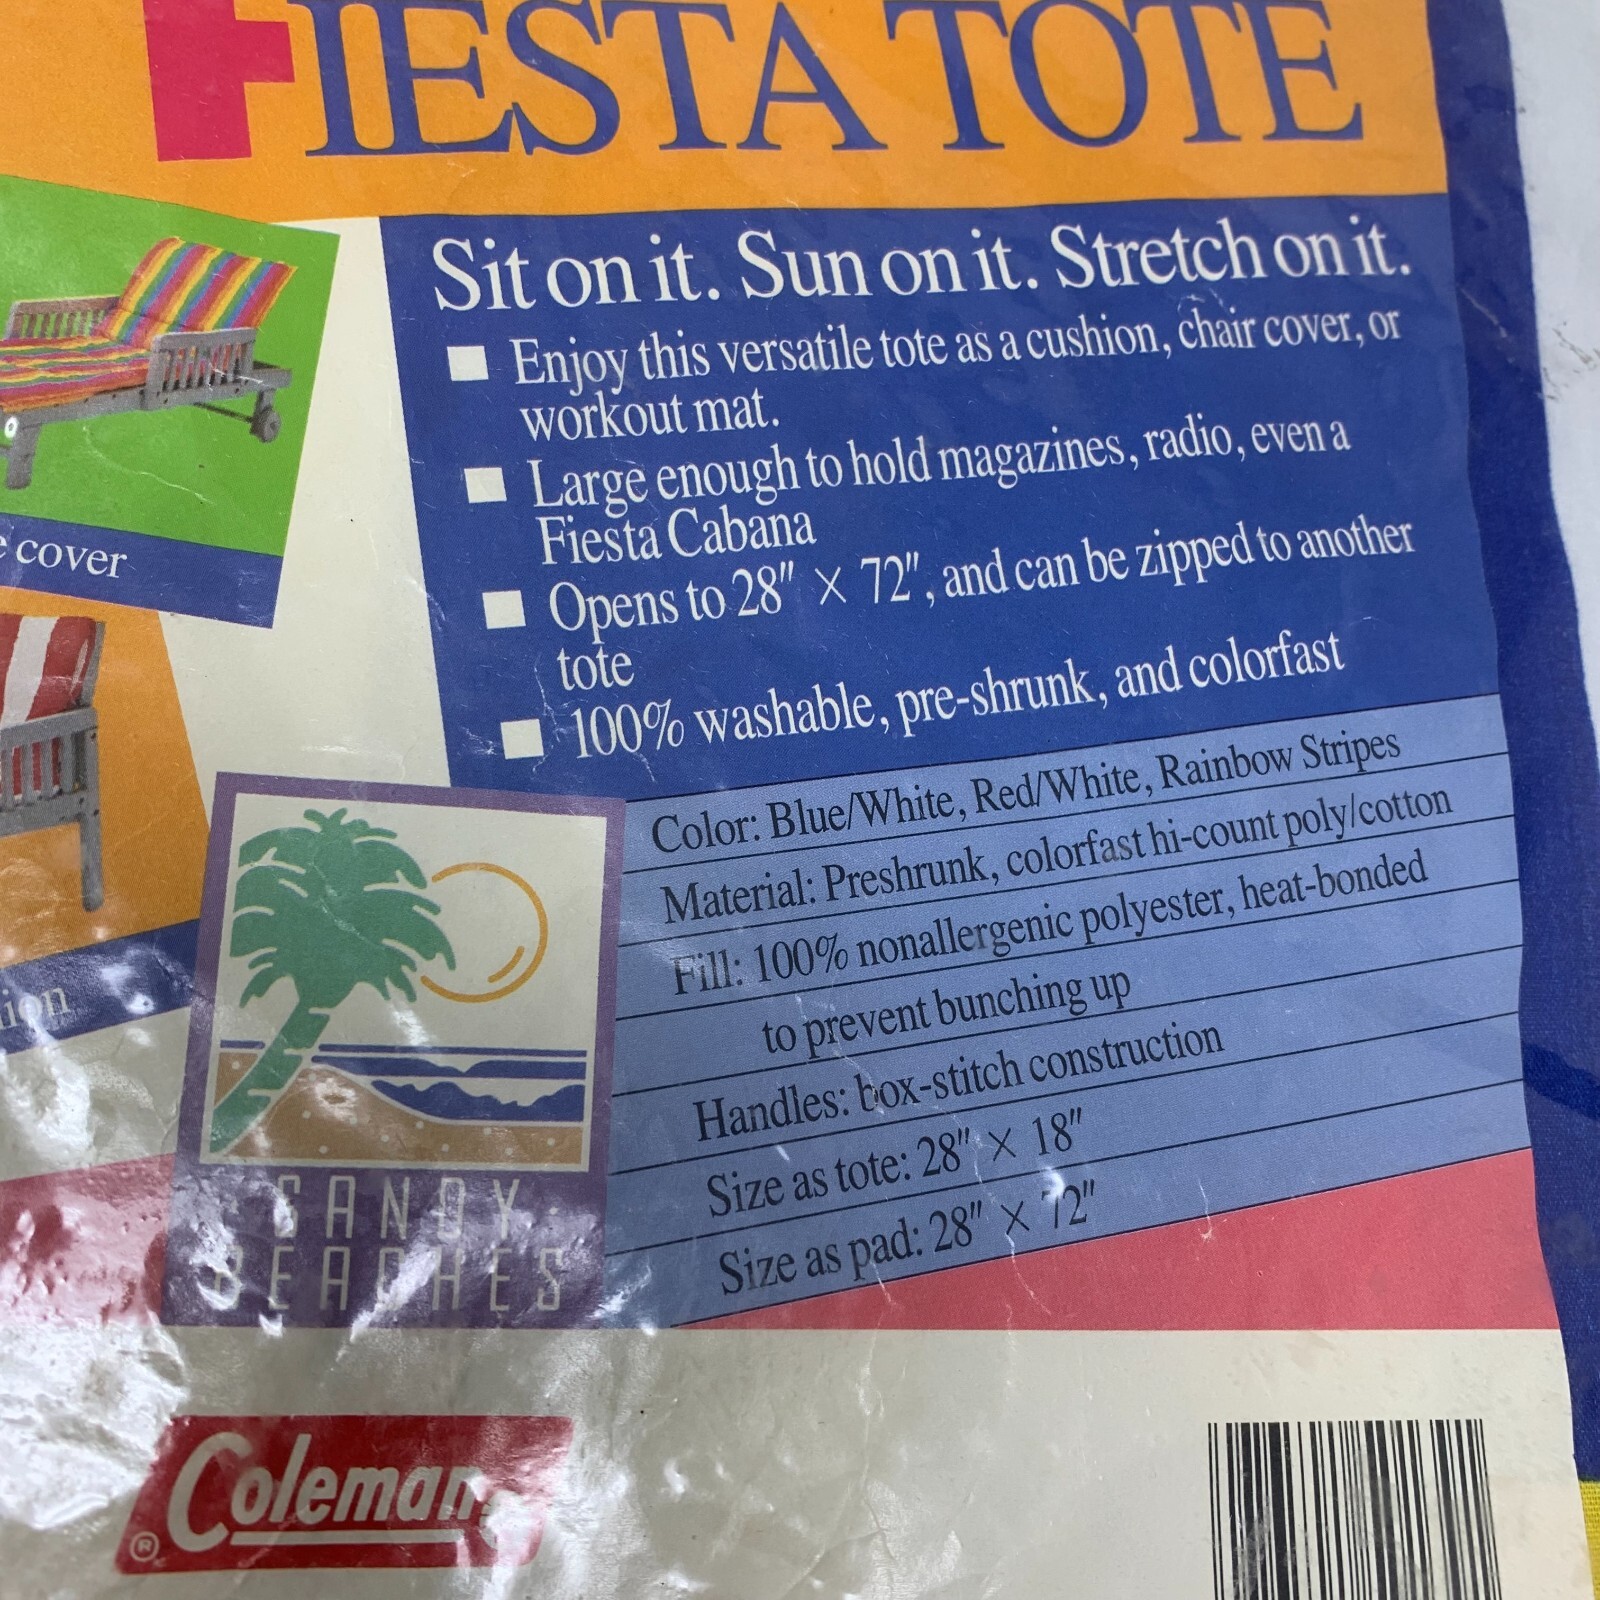 FIESTA TOTE
Sit on it. Sun on it. Stretch on it.
Enjoy this versatile tote as a cushion, chair cover, or
workout mat.
Large enough to hold magazines, radio, even a
Fiesta Cabana
Opens to 28" × 72", and can be zipped to another
tote
100% washable, pre-shrunk, and colorfast
cover
Color: Blue/White, Red/White, Rainbow Stripes
Material: Preshrunk, colorfast hi-count poly/cotton
Fill: 100% nonallergenic polyester, heat-bonded
to prevent bunching up
Handles: box-stitch construction
Size as tote: 28" × 18"
Size as pad: 28" × 72"
SANDY
BEACHES
Coleman
®